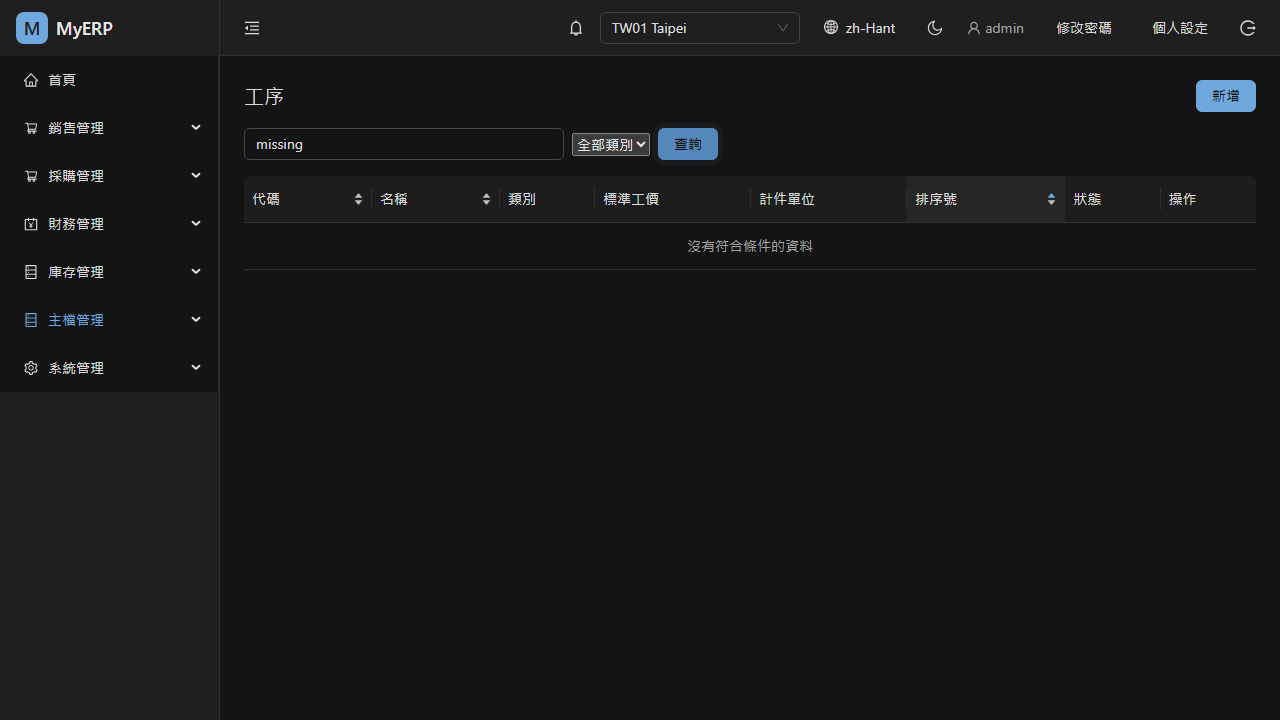 M MyERP
TW01 Taipei
zh-Hant
admin
修改密碼
個人設定
首頁
銷售管理
採購管理
財務管理
庫存管理
主檔管理
系統管理
工序
新增
missing
全部類別
查詢
代碼 名稱 類別 標準工價 計件單位 排序號 狀態 操作
沒有符合條件的資料